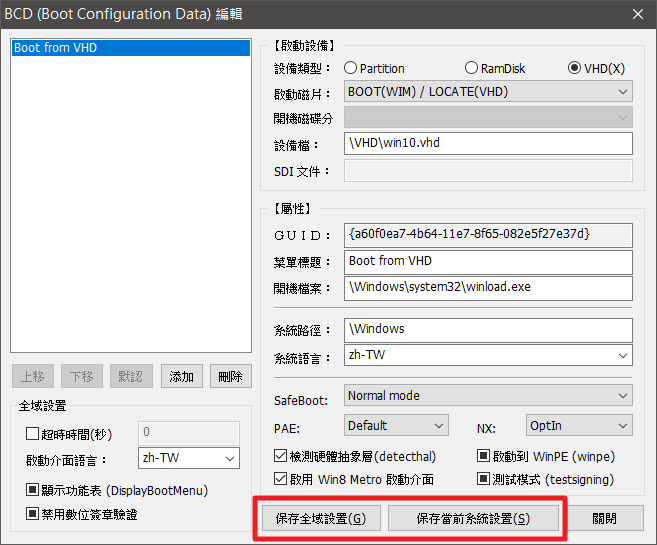 BCD (Boot Configuration Data) 編輯
Boot from VHD
上移
下移
默認
添加
刪除
全域設置
超時時間(秒)
0
啟動介面語言：
zh-TW
顯示功能表 (DisplayBootMenu)
禁用數位簽章驗證
【啟動設備】
設備類型：
Partition
RamDisk
VHD(X)
啟動磁片：
BOOT(WIM) / LOCATE(VHD)
開機磁碟分
設備檔：
\VHD\win10.vhd
SDI 文件：
【屬性】
ＧＵＩＤ：
{a60f0ea7-4b64-11e7-8f65-082e5f27e37d}
菜單標題：
Boot from VHD
開機檔案：
\Windows\system32\winload.exe
系統路徑：
\Windows
系統語言：
zh-TW
SafeBoot:
Normal mode
PAE:
Default
NX:
OptIn
檢測硬體抽象層(detecthal)
啟動到 WinPE (winpe)
啟用 Win8 Metro 啟動介面
測試模式 (testsigning)
保存全域設置(G)
保存當前系統設置(S)
關閉